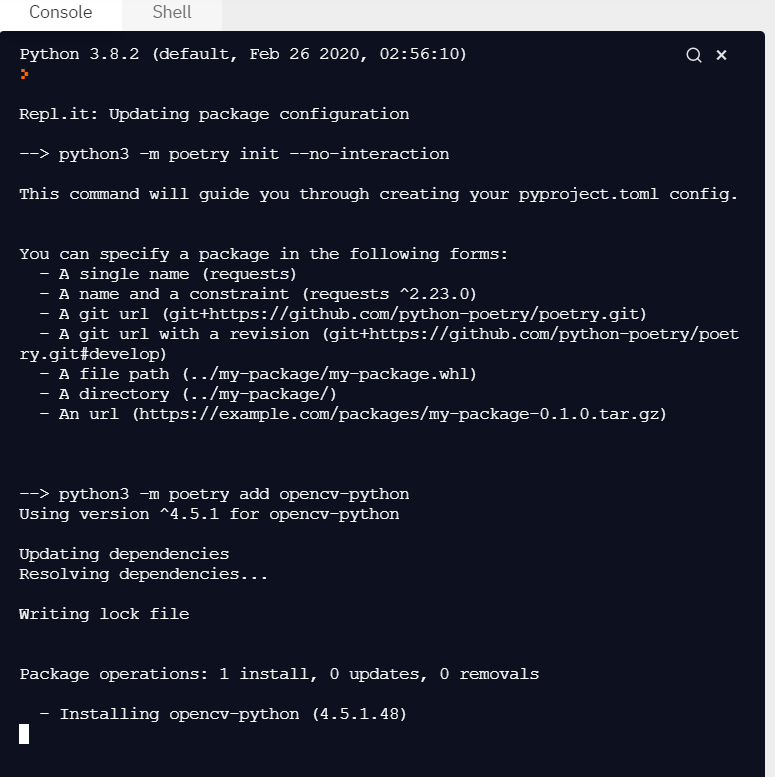 Console Shell
Python 3.8.2 (default, Feb 26 2020, 02:56:10)
>
Repl.it: Updating package configuration
--> python3 -m poetry init --no-interaction
This command will guide you through creating your pyproject.toml config.
You can specify a package in the following forms:
- A single name (requests)
- A name and a constraint (requests ^2.23.0)
- A git url (git+https://github.com/python-poetry/poetry.git)
- A git url with a revision (git+https://github.com/python-poetry/poet
ry.git#develop)
- A file path (../my-package/my-package.whl)
- A directory (../my-package/)
- An url (https://example.com/packages/my-package-0.1.0.tar.gz)
--> python3 -m poetry add opencv-python
Using version ^4.5.1 for opencv-python
Updating dependencies
Resolving dependencies...
Writing lock file
Package operations: 1 install, 0 updates, 0 removals
- Installing opencv-python (4.5.1.48)